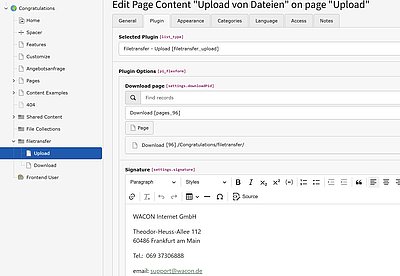 Congratulations
Home
Spacer
Features
Customize
Angebotsanfrage
Pages
Content Examples
404
Shared Content
File Collections
filetransfer
Upload
Download
Frontend User
Edit Page Content "Upload von Dateien" on page "Upload"
General Plugin Appearance Categories Language Access Notes
Selected Plugin [list_type]
filetransfer - Upload [filetransfer_upload]
Plugin Options [pi_flexform]
Download page [settings.downloadPid]
Find records
Download [pages_96]
Page
Download [96] /Congratulations/filetransfer/
Signature [settings.signature]
Paragraph Styles B I x₂ x² Ω
Source
WACON Internet GmbH
Theodor-Heuss-Allee 112
60486 Frankfurt am Main
Tel.: 069 37306888
email: support@wacon.de